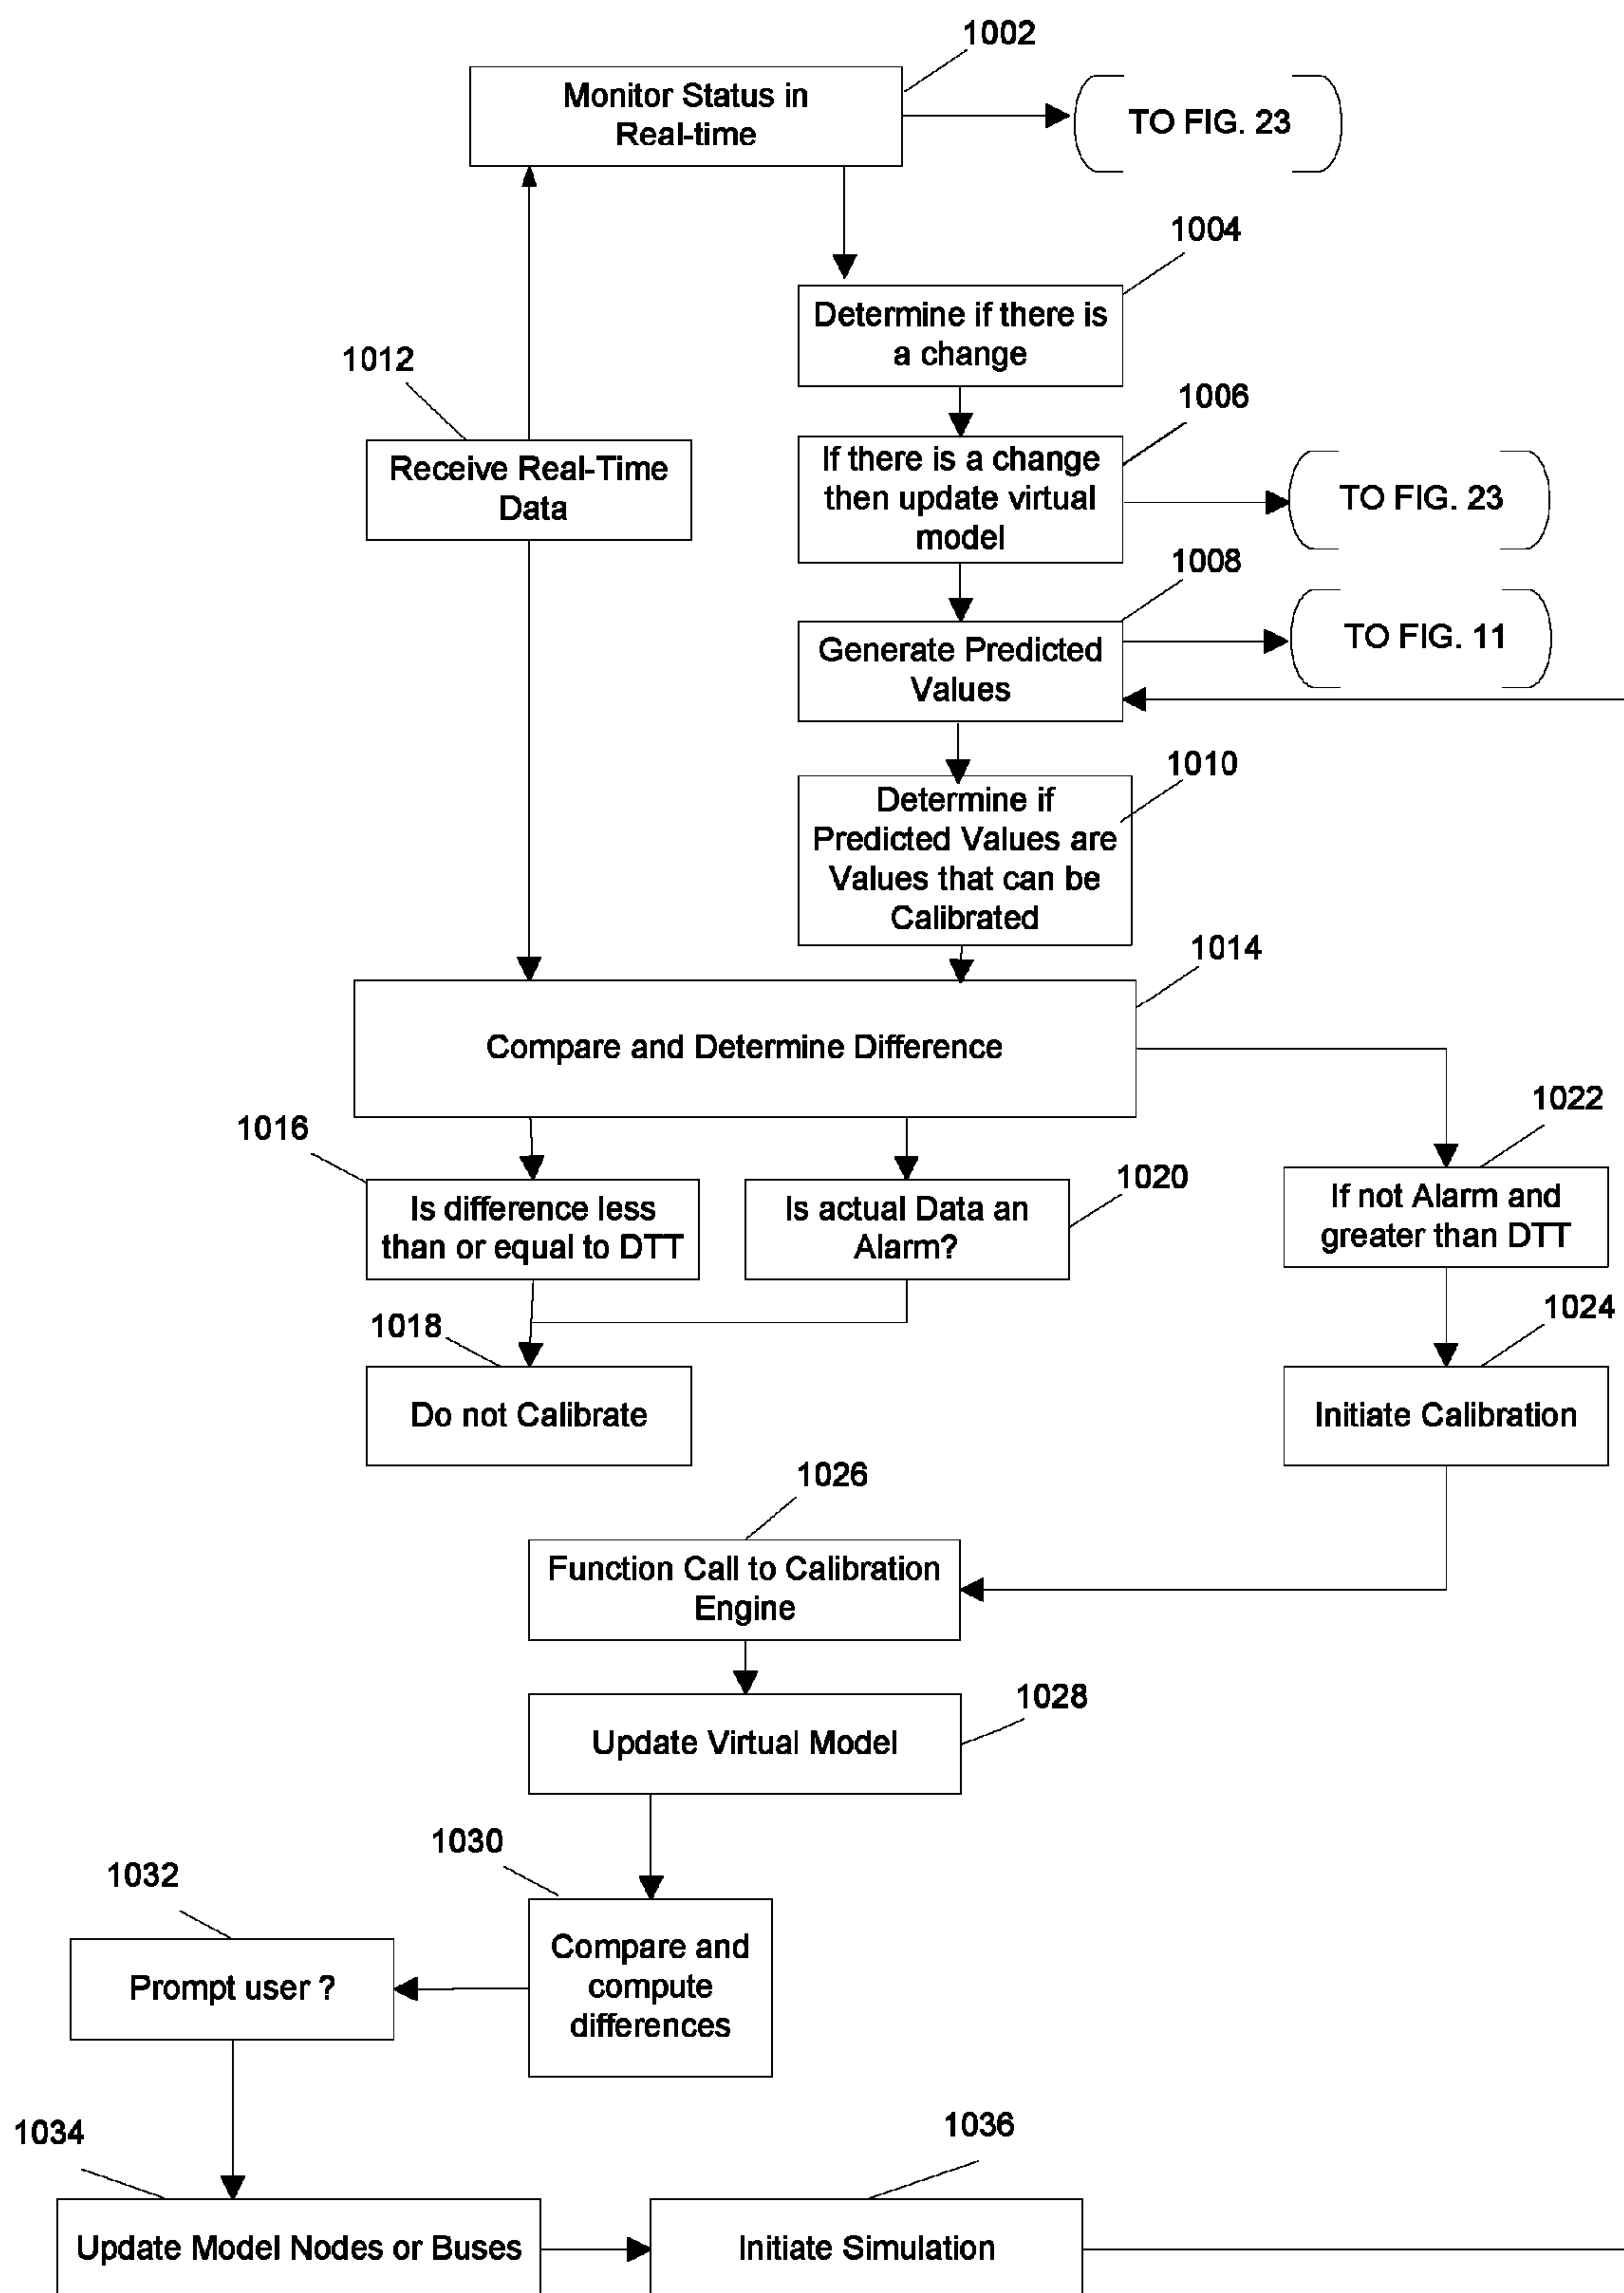 1002
Monitor Status in
Real-time
TO FIG. 23
1004
Determine if there is
a change
1012
Receive Real-Time
Data
1006
If there is a change
then update virtual
model
TO FIG. 23
1008
Generate Predicted
Values
TO FIG. 11
1010
Determine if
Predicted Values are
Values that can be
Calibrated
1014
Compare and Determine Difference
1016
Is difference less
than or equal to DTT
1020
Is actual Data an
Alarm?
1022
If not Alarm and
greater than DTT
1018
Do not Calibrate
1024
Initiate Calibration
1026
Function Call to Calibration
Engine
1028
Update Virtual Model
1030
Compare and
compute
differences
1032
Prompt user ?
1034
Update Model Nodes or Buses
1036
Initiate Simulation